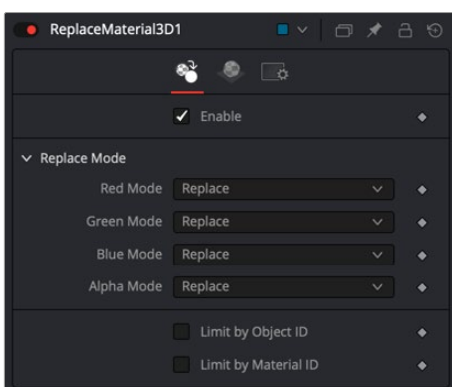 ReplaceMaterial3D1
Enable
Replace Mode
Red Mode Replace
Green Mode Replace
Blue Mode Replace
Alpha Mode Replace
Limit by Object ID
Limit by Material ID